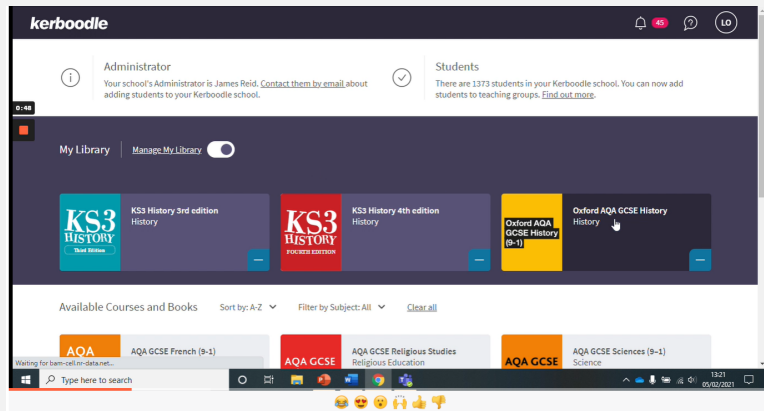 kerboodle
45
LO
Administrator
Your school's Administrator is James Reid. Contact them by email about
adding students to your Kerboodle school.
Students
There are 1373 students in your Kerboodle school. You can now add
students to teaching groups. Find out more.
0:48
My Library
Manage My Library
KS3
HISTORY
Third Edition
KS3 History 3rd edition
History
KS3
HISTORY
FOURTH EDITION
KS3 History 4th edition
History
Oxford AQA
GCSE History
(9-1)
Oxford AQA GCSE History
History
Available Courses and Books
Sort by: A-Z
Filter by Subject: All
Clear all
AQA
AQA GCSE French (9-1)
AQA GCSE
AQA GCSE Religious Studies
Religious Education
AQA GCSE
AQA GCSE Sciences (9–1)
Science
Waiting for bam-cell.nr-data.net...
Type here to search
13:21
05/02/2021